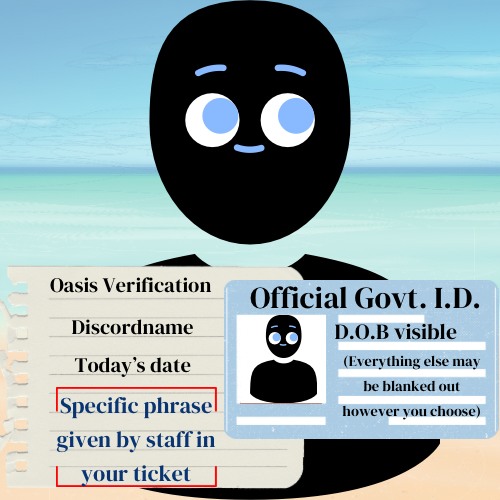 Oasis Verification
Discordname
Today's date
Specific phrase
given by staff in
your ticket
Official Govt. I.D.
D.O.B visible
(Everything else may
be blanked out
however you choose)